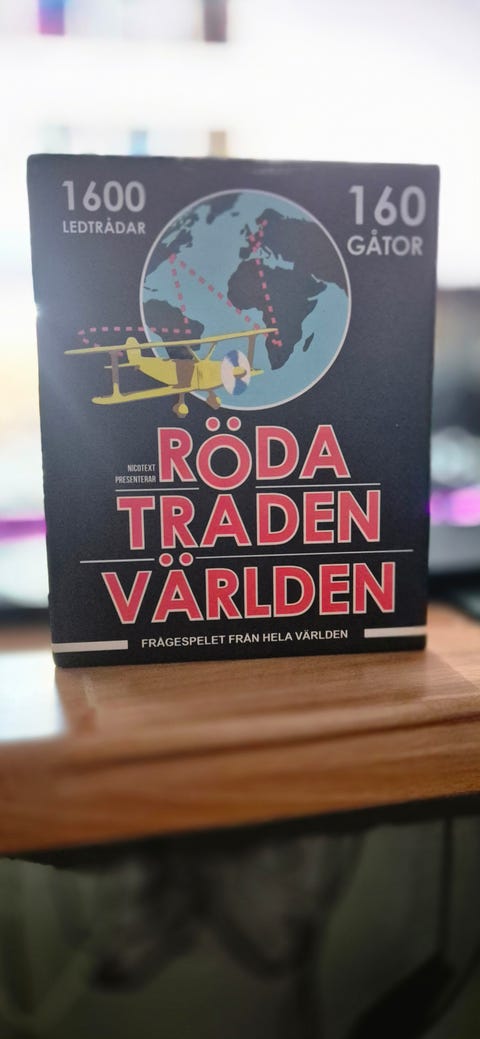 1600
LEDTRÅDAR
160
GÅTOR
NICOTEXT
PRESENTERAR
RÖDA
TRADEN
VÄRLDEN
FRÅGESPELET FRÅN HELA VÄRLDEN